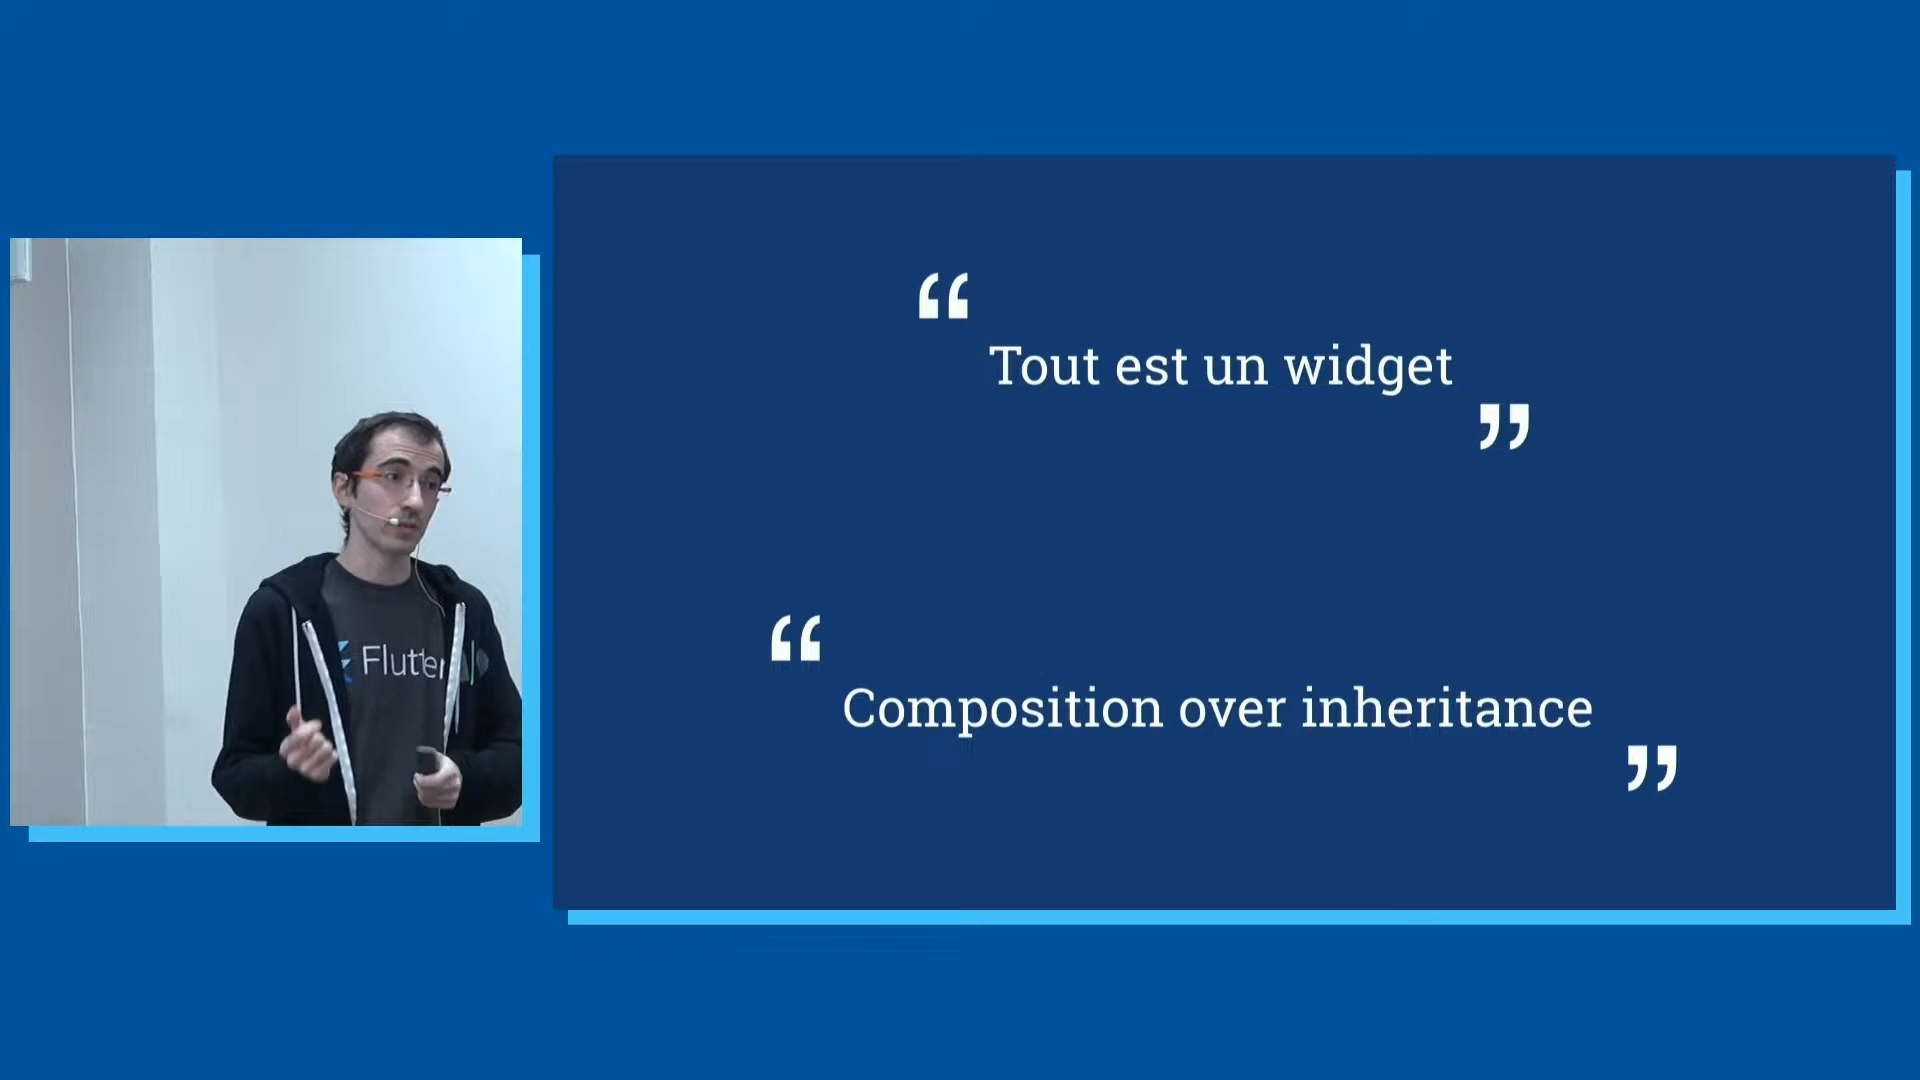 Flutter
“
Tout est un widget
”
“
Composition over inheritance
”